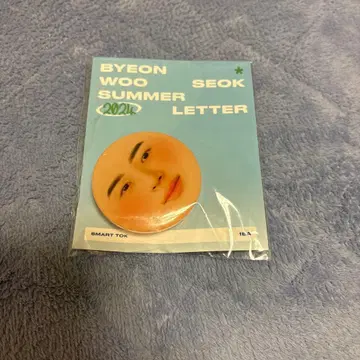 BYEON *
WOO SEOK
SUMMER
2024 LETTER
SMART TOK